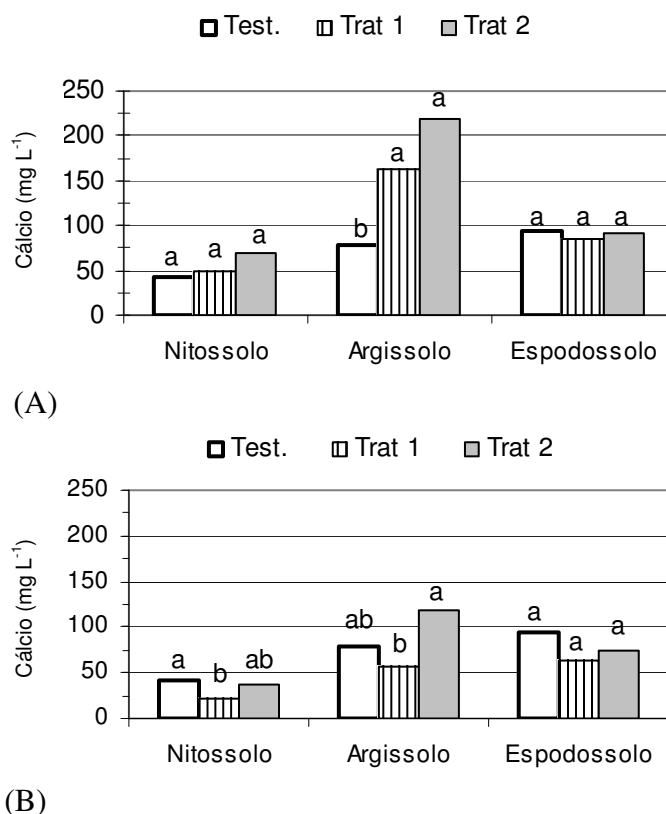 Test. Trat 1 Trat 2
a
250
200
a
150
b
a a a
100
a a a
50
0
Cálcio (mg L-1)
Nitossolo Argissolo Espodossolo
(A)
Test. Trat 1 Trat 2
250
200
150
a
ab a
100
a b ab a a
50
b
0
Cálcio (mg L-1)
Nitossolo Argissolo Espodossolo
(B)